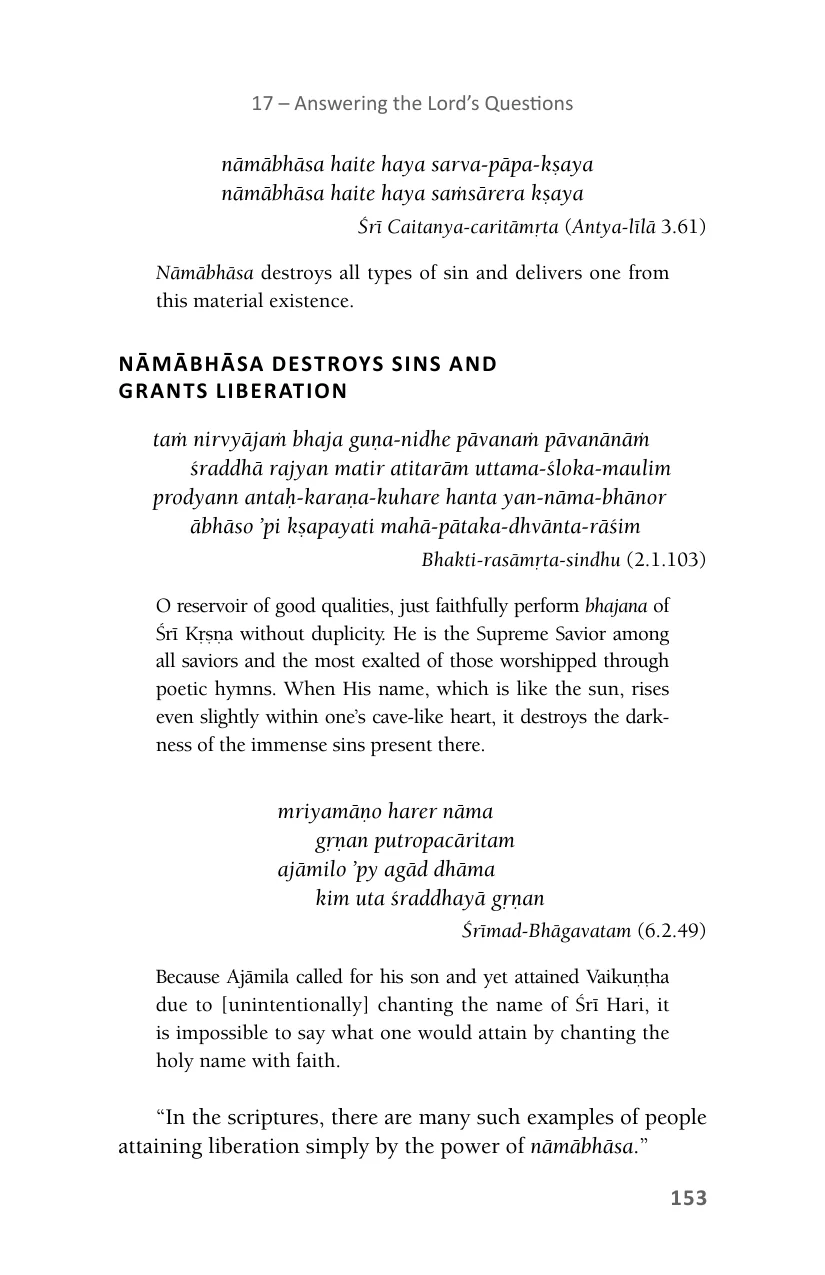 17 – Answering the Lord’s Questions
nāmābhāsa haite haya sarva-pāpa-kṣaya
nāmābhāsa haite haya saṁsārera kṣaya
Śrī Caitanya-caritāmṛta (Antya-līlā 3.61)
Nāmābhāsa destroys all types of sin and delivers one from
this material existence.
NĀMĀBHĀSA DESTROYS SINS AND
GRANTS LIBERATION
taṁ nirvyājaṁ bhaja guṇa-nidhe pāvanaṁ pāvanānāṁ
śraddhā rajyan matir atitarām uttama-śloka-maulim
prodyann antaḥ-karaṇa-kuhare hanta yan-nāma-bhānor
ābhāso ’pi kṣapayati mahā-pātaka-dhvānta-rāśim
Bhakti-rasāmṛta-sindhu (2.1.103)
O reservoir of good qualities, just faithfully perform bhajana of
Śrī Kṛṣṇa without duplicity. He is the Supreme Savior among
all saviors and the most exalted of those worshipped through
poetic hymns. When His name, which is like the sun, rises
even slightly within one’s cave-like heart, it destroys the dark-
ness of the immense sins present there.
mriyamāṇo harer nāma
gṛṇan putropacāritam
ajāmilo ’py agād dhāma
kim uta śraddhayā gṛṇan
Śrīmad-Bhāgavatam (6.2.49)
Because Ajāmila called for his son and yet attained Vaikuṇṭha
due to [unintentionally] chanting the name of Śrī Hari, it
is impossible to say what one would attain by chanting the
holy name with faith.
“In the scriptures, there are many such examples of people
attaining liberation simply by the power of nāmābhāsa.”
153